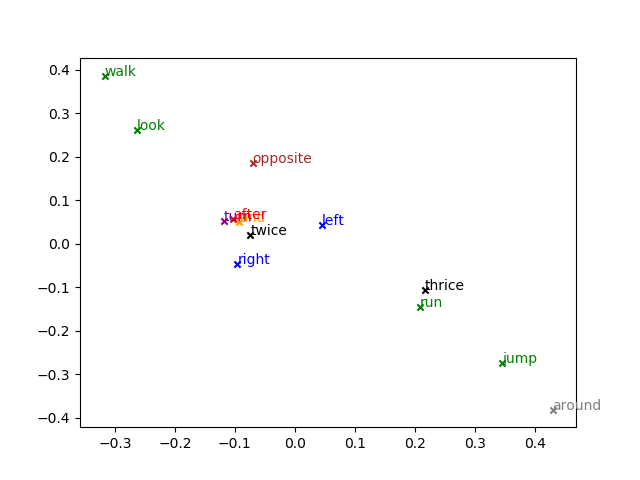 0.4
0.3
0.2
0.1
0.0
−0.1
−0.2
−0.3
−0.4
walk
look
opposite
turn
after
and
twice
left
right
thrice
run
jump
around
−0.3
−0.2
−0.1
0.0
0.1
0.2
0.3
0.4